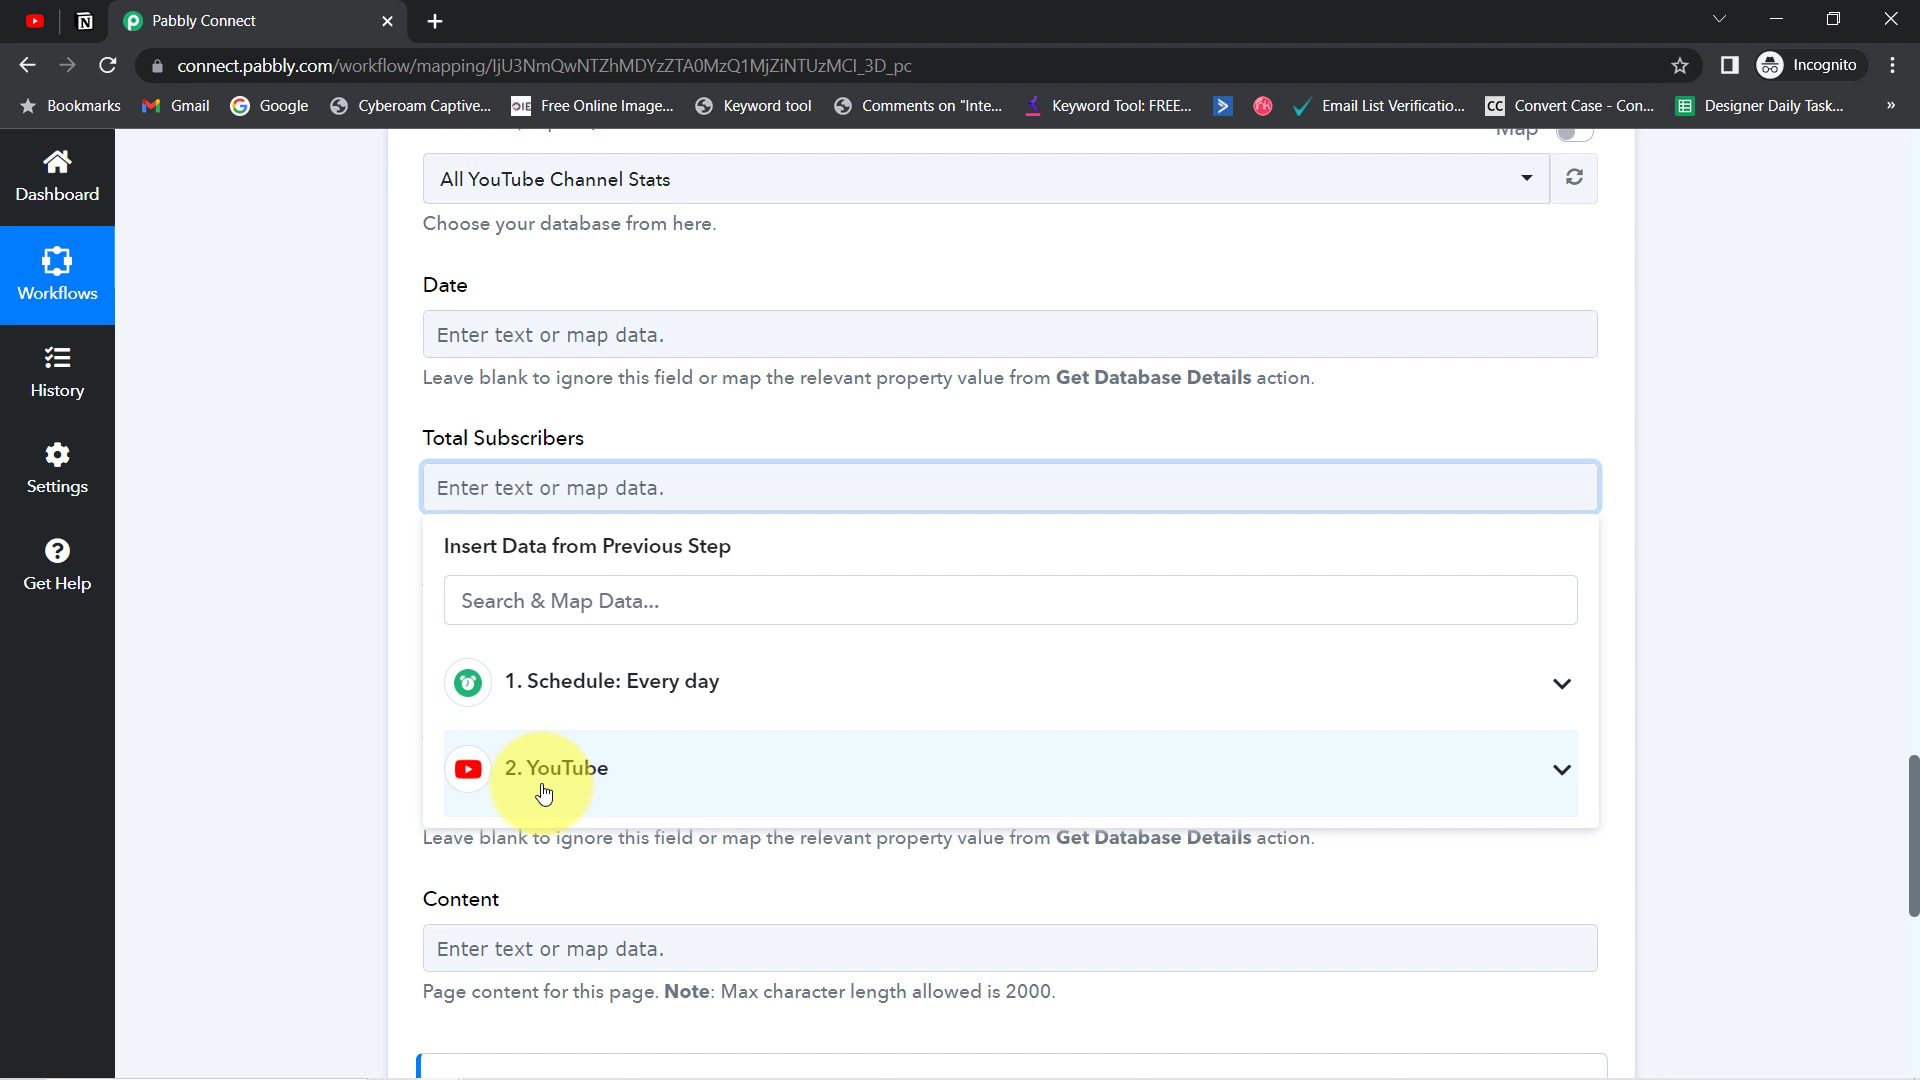 Pabbly Connect
connect.pabbly.com/workflow/mapping/IjU3NmQwNTZhMDYzZTA0MzQ1MjZiNTUzMCI_3D_pc
Incognito
Bookmarks
Gmail
Google
Cyberoam Captive...
Free Online Image...
Keyword tool
Comments on "Inte...
Keyword Tool: FREE...
Email List Verificatio...
CC
Convert Case - Con...
Designer Daily Task...
»
Map
Dashboard
Workflows
History
Settings
Get Help
All YouTube Channel Stats
Choose your database from here.
Date
Enter text or map data.
Leave blank to ignore this field or map the relevant property value from Get Database Details action.
Total Subscribers
Enter text or map data.
Insert Data from Previous Step
Search & Map Data...
1. Schedule: Every day
2. YouTube
Leave blank to ignore this field or map the relevant property value from Get Database Details action.
Content
Enter text or map data.
Page content for this page. Note: Max character length allowed is 2000.